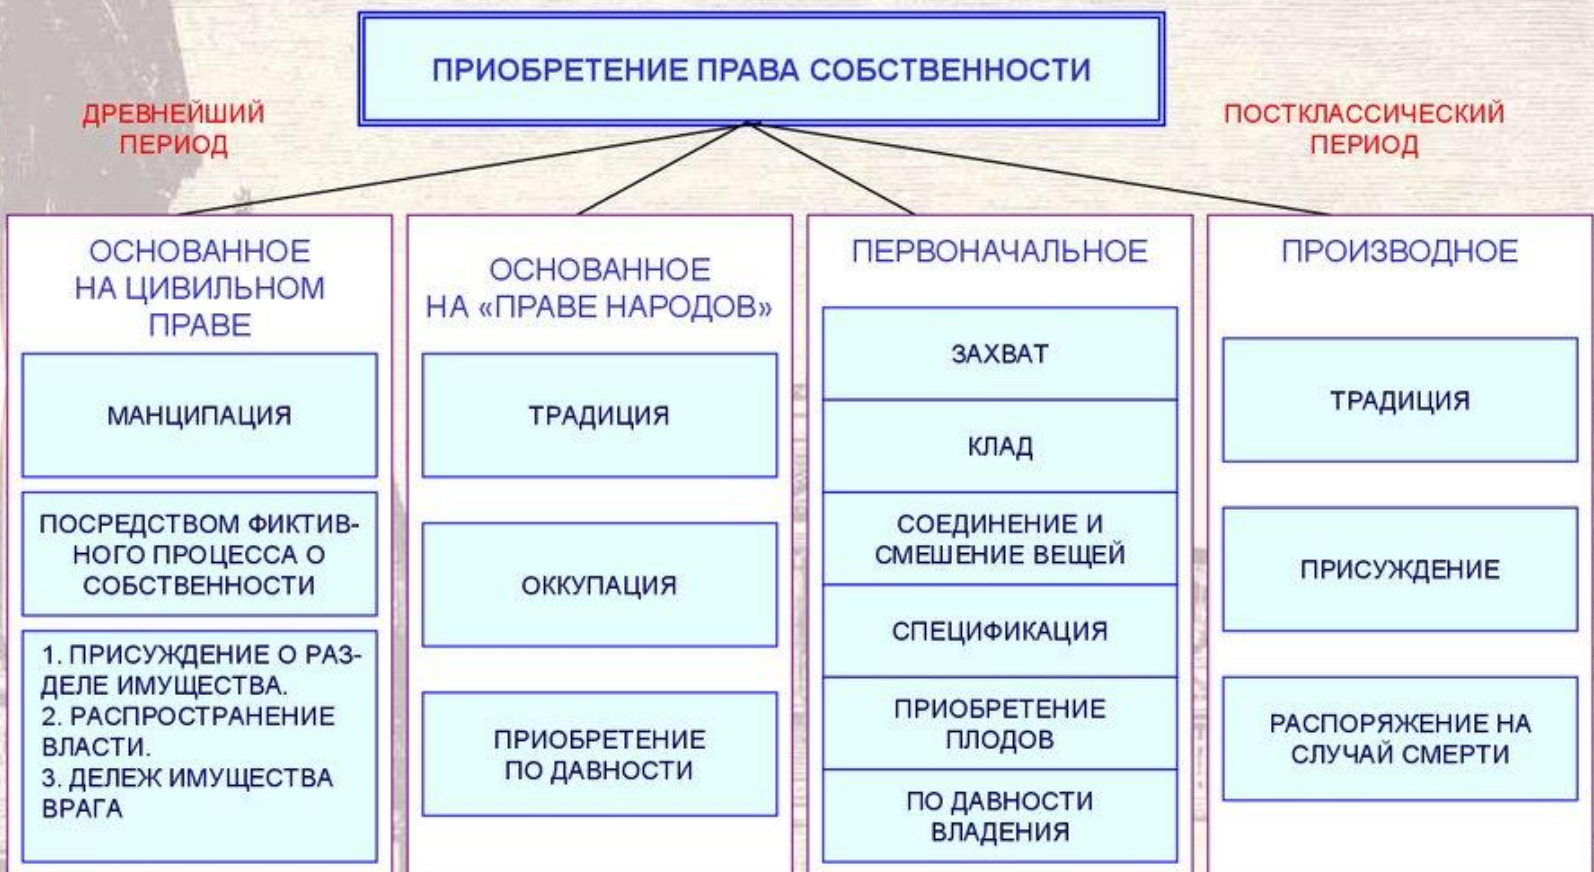 ПРИОБРЕТЕНИЕ ПРАВА СОБСТВЕННОСТИ
ДРЕВНЕЙШИЙ
ПЕРИОД
ПОСТКЛАССИЧЕСКИЙ
ПЕРИОД
ОСНОВАННОЕ
НА ЦИВИЛЬНОМ
ПРАВЕ
МАНЦИПАЦИЯ
ПОСРЕДСТВОМ ФИКТИВ-
НОГО ПРОЦЕССА О
СОБСТВЕННОСТИ
1. ПРИСУЖДЕНИЕ О РАЗ-
ДЕЛЕ ИМУЩЕСТВА.
2. РАСПРОСТРАНЕНИЕ
ВЛАСТИ.
3. ДЕЛЕЖ ИМУЩЕСТВА
ВРАГА
ОСНОВАННОЕ
НА «ПРАВЕ НАРОДОВ»
ТРАДИЦИЯ
ОККУПАЦИЯ
ПРИОБРЕТЕНИЕ
ПО ДАВНОСТИ
ПЕРВОНАЧАЛЬНОЕ
ЗАХВАТ
КЛАД
СОЕДИНЕНИЕ И
СМЕШЕНИЕ ВЕЩЕЙ
СПЕЦИФИКАЦИЯ
ПРИОБРЕТЕНИЕ
ПЛОДОВ
ПО ДАВНОСТИ
ВЛАДЕНИЯ
ПРОИЗВОДНОЕ
ТРАДИЦИЯ
ПРИСУЖДЕНИЕ
РАСПОРЯЖЕНИЕ НА
СЛУЧАЙ СМЕРТИ